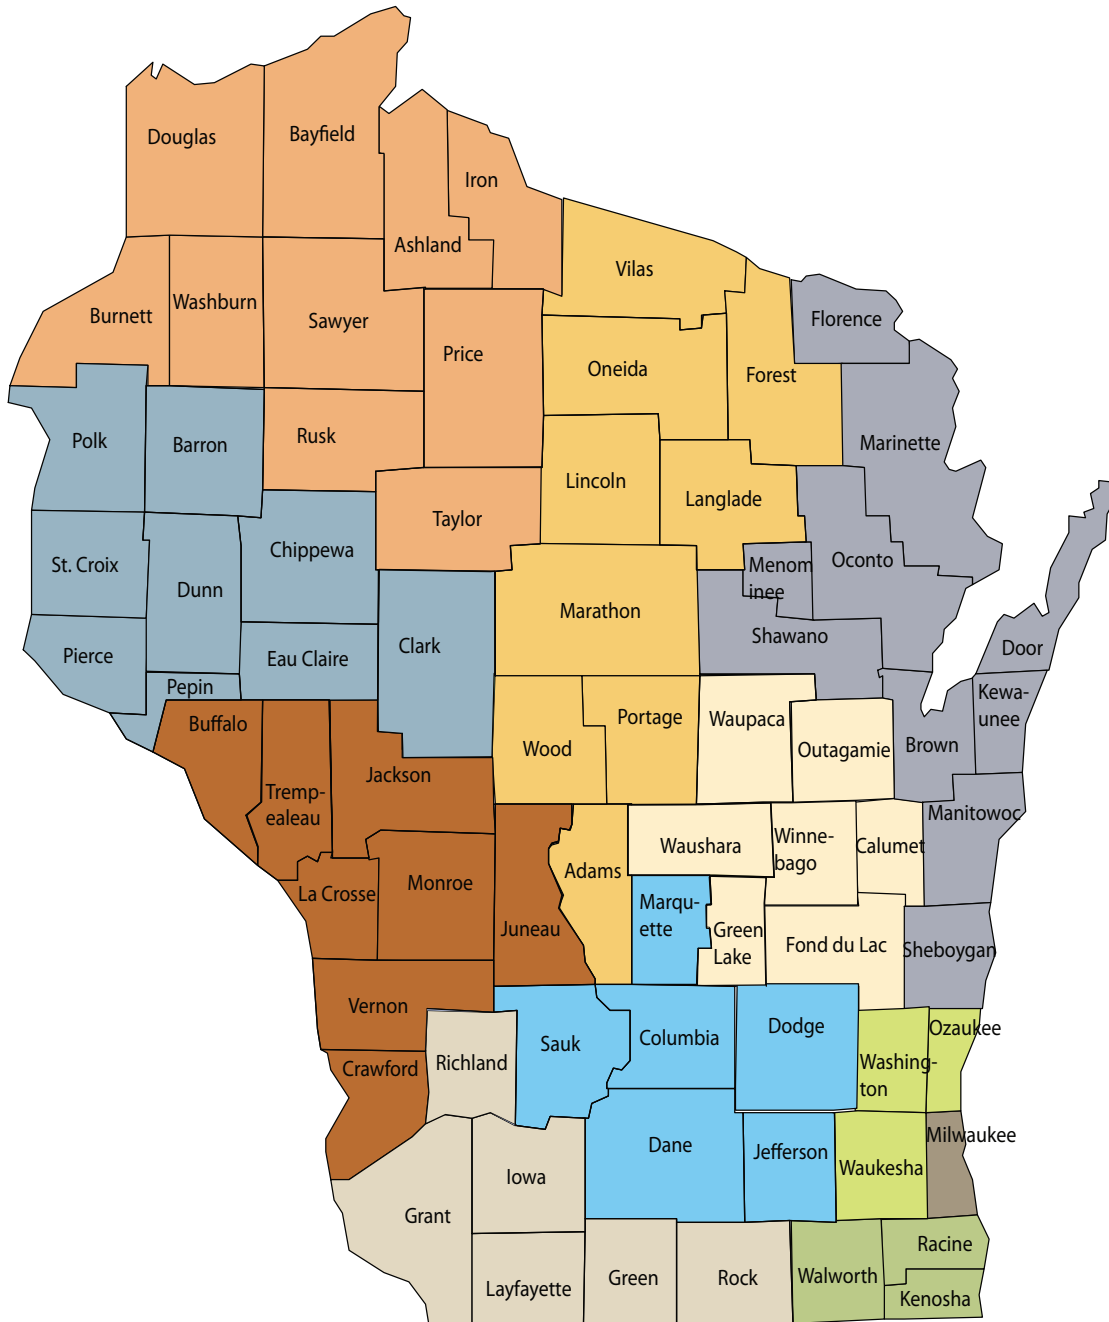 Douglas
Bayfield
Iron
Ashland
Vilas
Burnett
Washburn
Sawyer
Florence
Price
Oneida
Forest
Polk
Barron
Rusk
Marinette
Lincoln
Langlade
Taylor
Chippewa
St. Croix
Menom
inee
Oconto
Dunn
Marathon
Shawano
Clark
Door
Pierce
Eau Claire
Pepin
Kewa-
unee
Buffalo
Portage
Waupaca
Wood
Outagamie
Brown
Jackson
Tremp-
ealeau
Manitowoc
Waushara
Winne-
bago
Calumet
Adams
La Crosse
Monroe
Marqu-
ette
Juneau
Green
Lake
Fond du Lac
Sheboygan
Vernon
Sauk
Columbia
Dodge
Ozaukee
Richland
Crawford
Washing-
ton
Dane
Jefferson
Milwaukee
Waukesha
Iowa
Grant
Racine
Layfayette
Green
Rock
Walworth
Kenosha